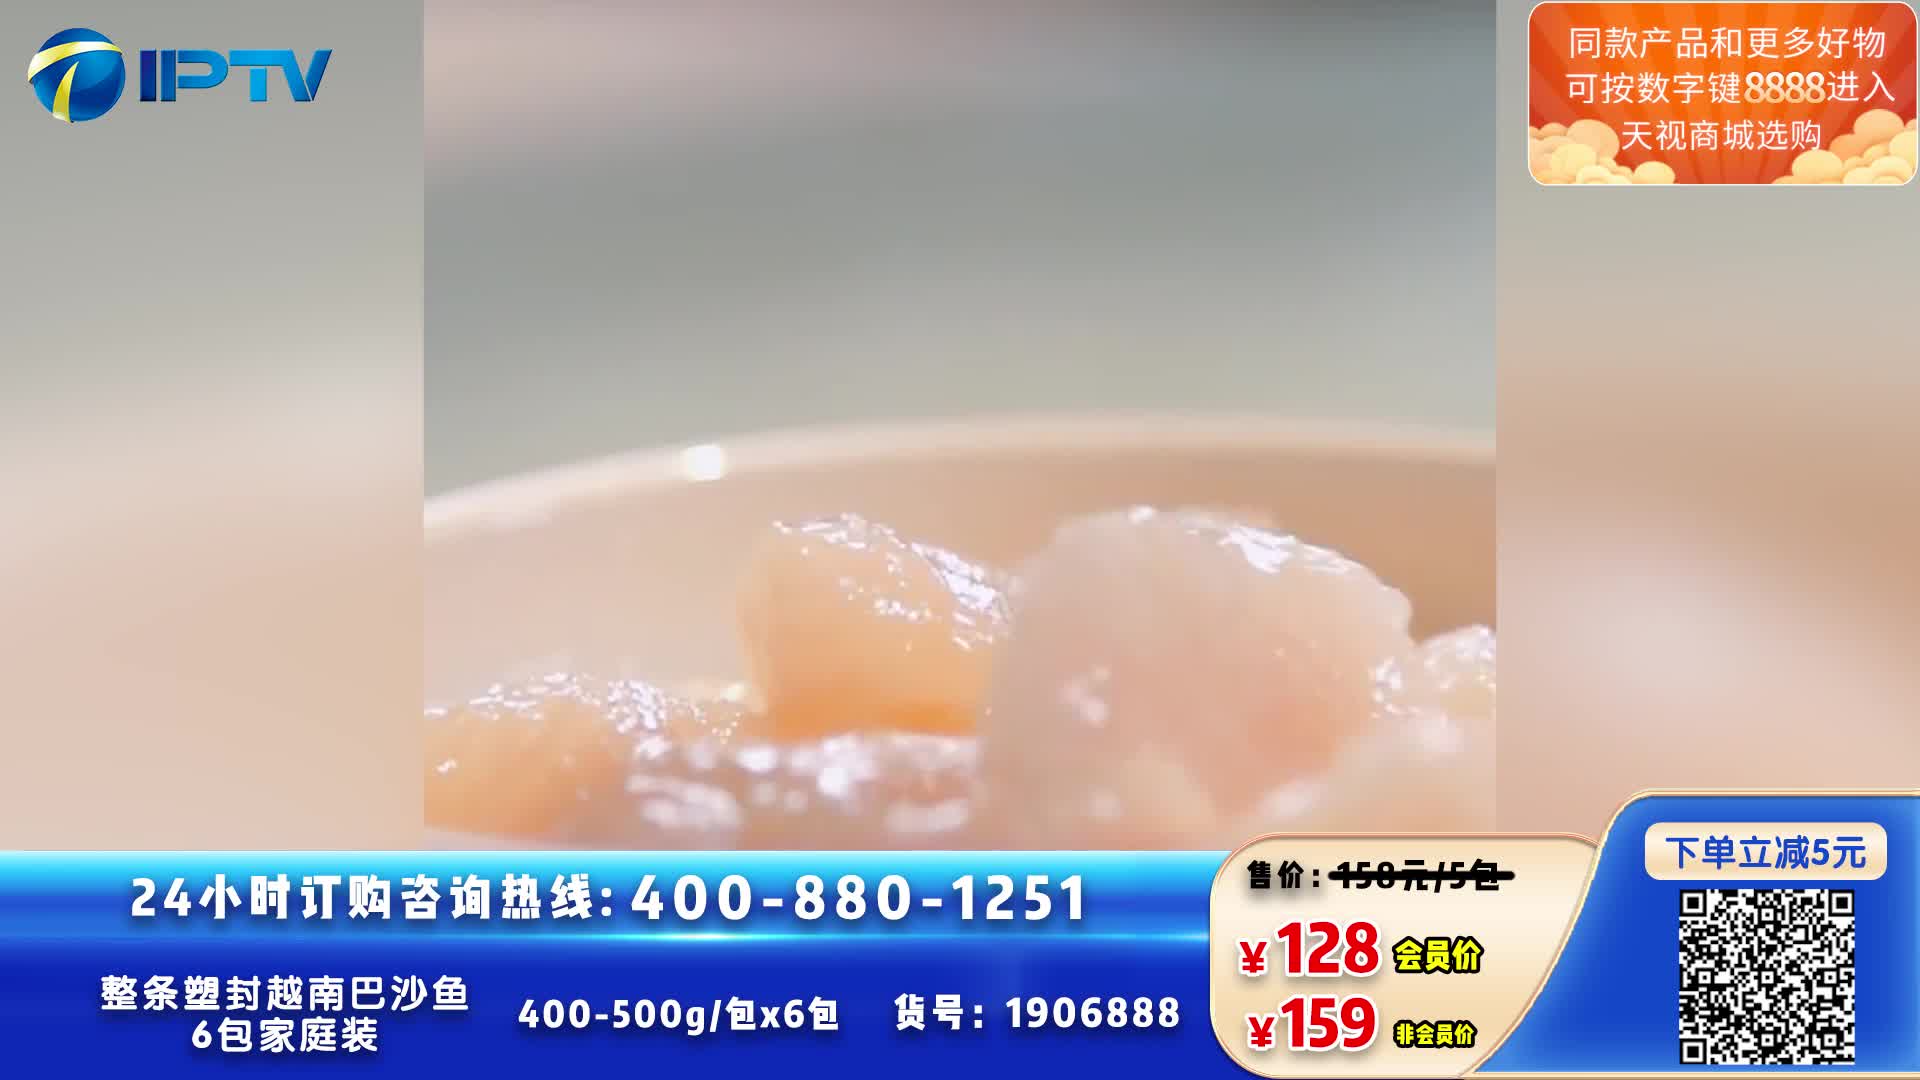 IPTV
同款产品和更多好物
可按数字键8888进入
天视商城选购
24小时订购咨询热线:400-880-1251
整条塑封越南巴沙鱼
6包家庭装
400-500g/包x6包
货号：1906888
售价：158元/5包
¥128 会员价
¥159 非会员价
下单立减5元